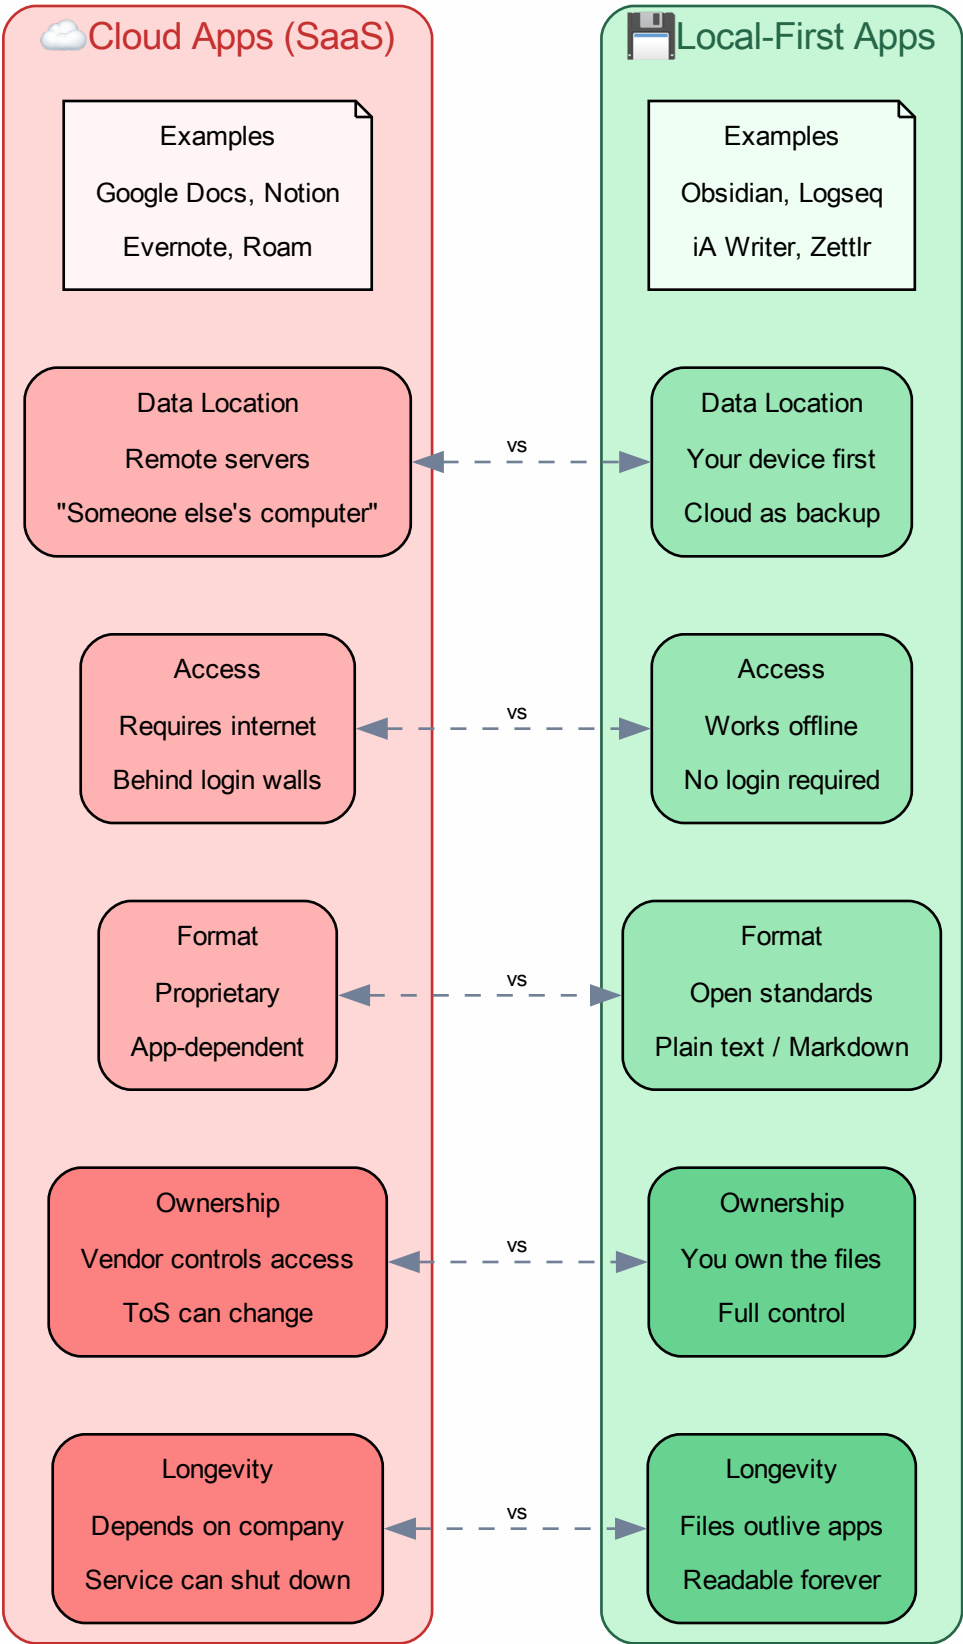 Cloud Apps (SaaS)
Examples
Google Docs, Notion
Evernote, Roam
Data Location
Remote servers
"Someone else's computer"
Access
Requires internet
Behind login walls
Format
Proprietary
App-dependent
Ownership
Vendor controls access
ToS can change
Longevity
Depends on company
Service can shut down
vs
vs
vs
vs
vs
Local-First Apps
Examples
Obsidian, Logseq
iA Writer, Zettlr
Data Location
Your device first
Cloud as backup
Access
Works offline
No login required
Format
Open standards
Plain text / Markdown
Ownership
You own the files
Full control
Longevity
Files outlive apps
Readable forever